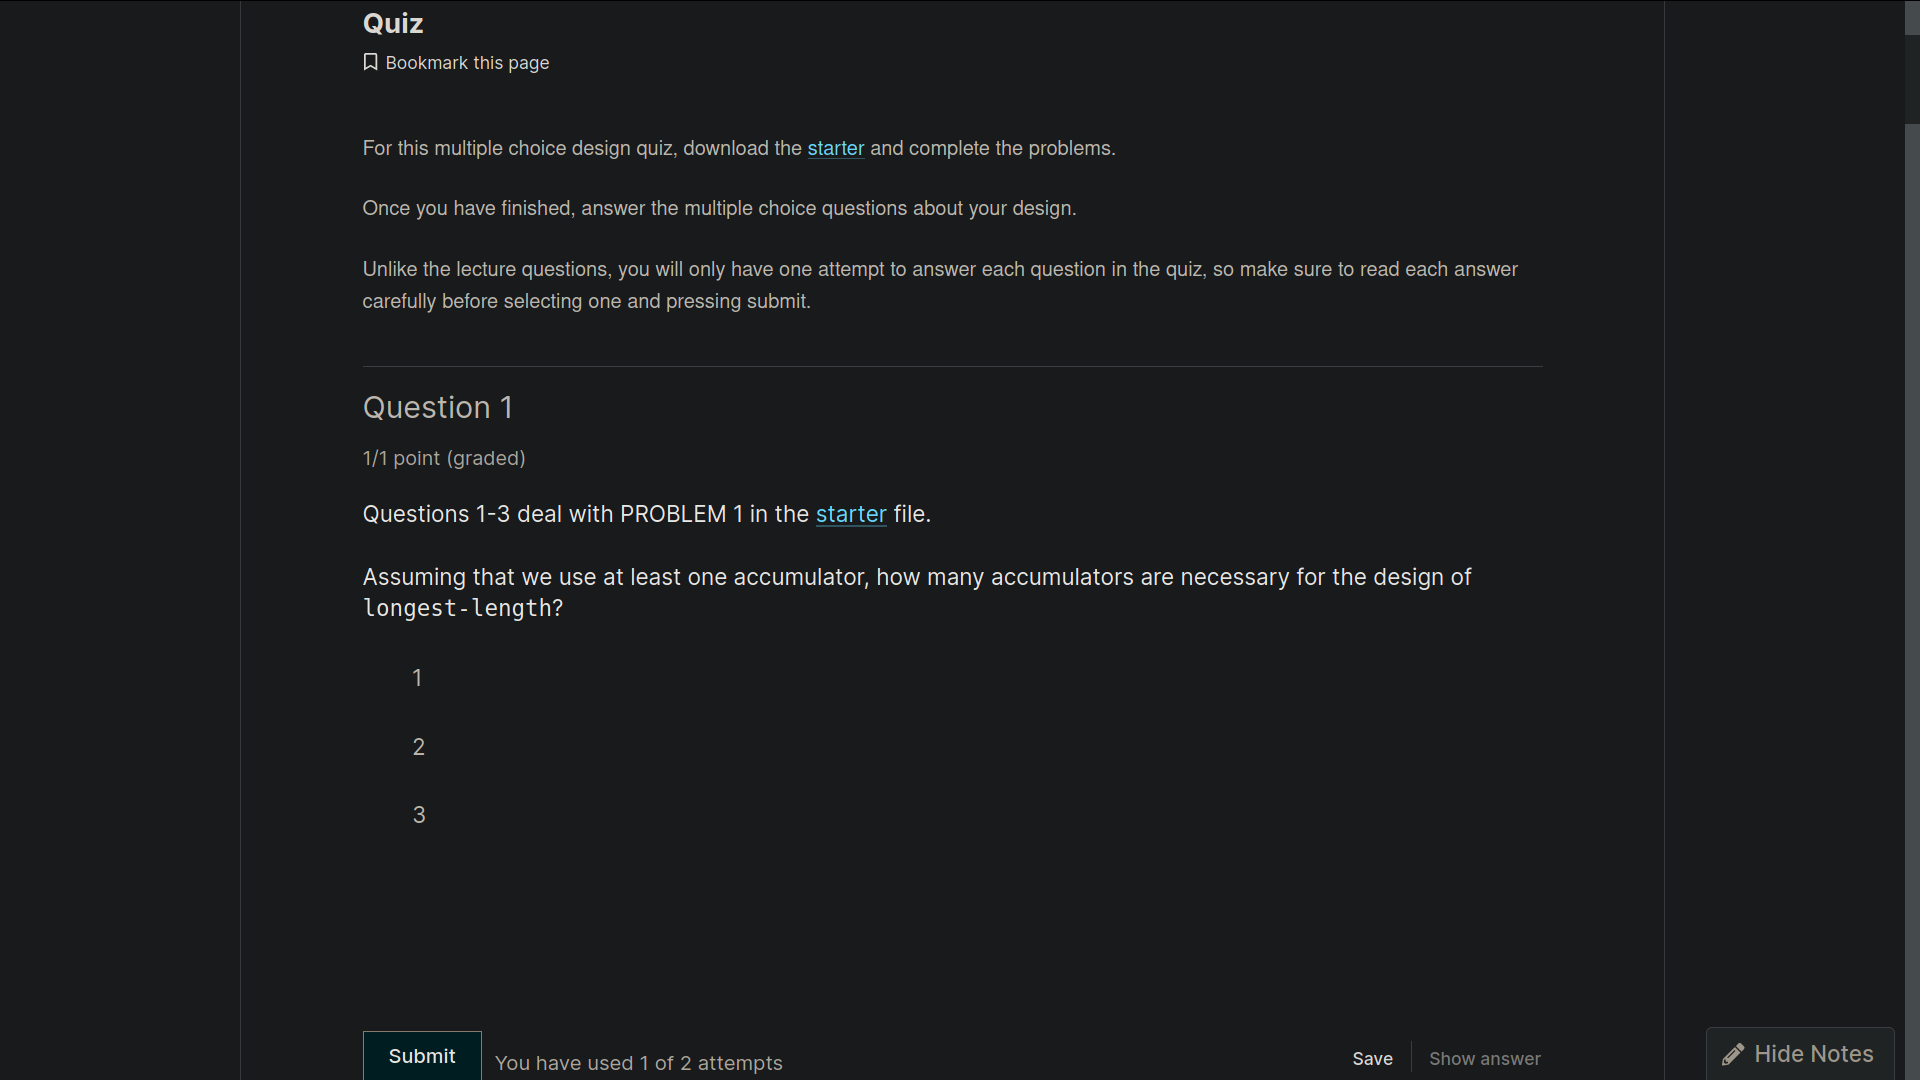 Quiz
Bookmark this page
For this multiple choice design quiz, download the starter and complete the problems.
Once you have finished, answer the multiple choice questions about your design.
Unlike the lecture questions, you will only have one attempt to answer each question in the quiz, so make sure to read each answer
carefully before selecting one and pressing submit.
Question 1
1/1 point (graded)
Questions 1-3 deal with PROBLEM 1 in the starter file.
Assuming that we use at least one accumulator, how many accumulators are necessary for the design of
longest-length?
1
2
3
Submit
You have used 1 of 2 attempts
Save
Show answer
Hide Notes